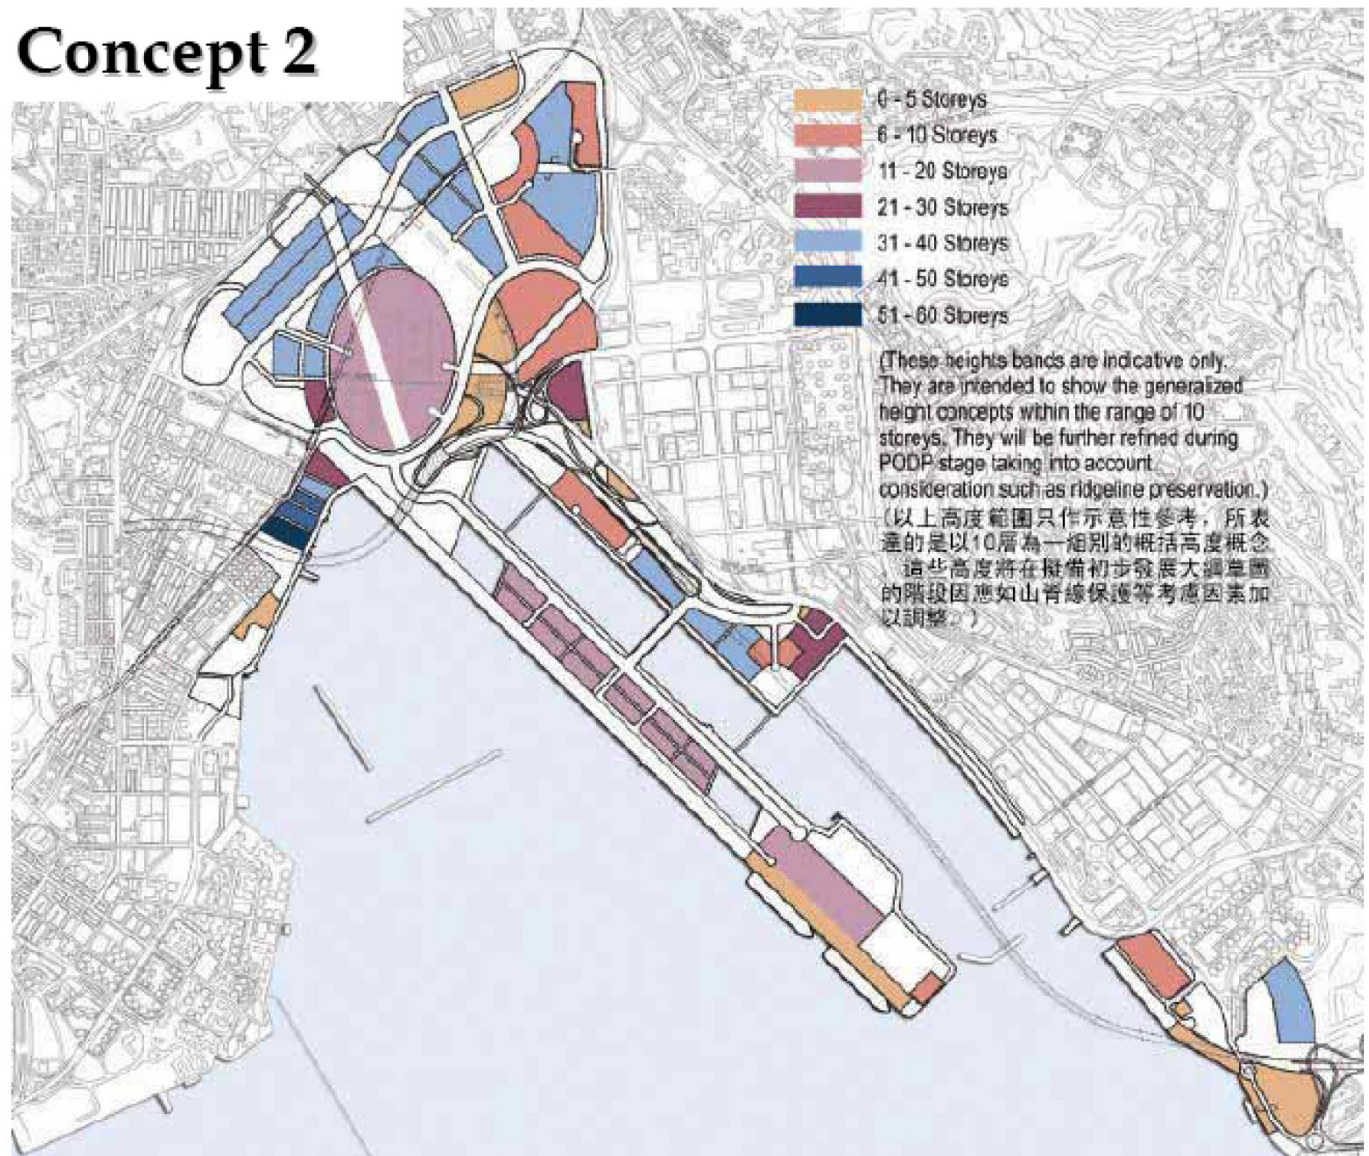 Concept 2
0 - 5 Storeys
6 - 10 Storeys
11 - 20 Storeys
21 - 30 Storeys
31 - 40 Storeys
41 - 50 Storeys
51 - 60 Storeys
(These heights bands are indicative only.
They are intended to show the generalized
height concepts within the range of 10
storeys. They will be further refined during
PODP stage taking into account
consideration such as ridgeline preservation.)
(以上高度範圍只作示意性參考，所表
達的是以10層為一組別的概括高度概念
，這些高度將在擬備初步發展大綱草圖
的階段因應如山脊線保護等考慮因素加
以調整。)